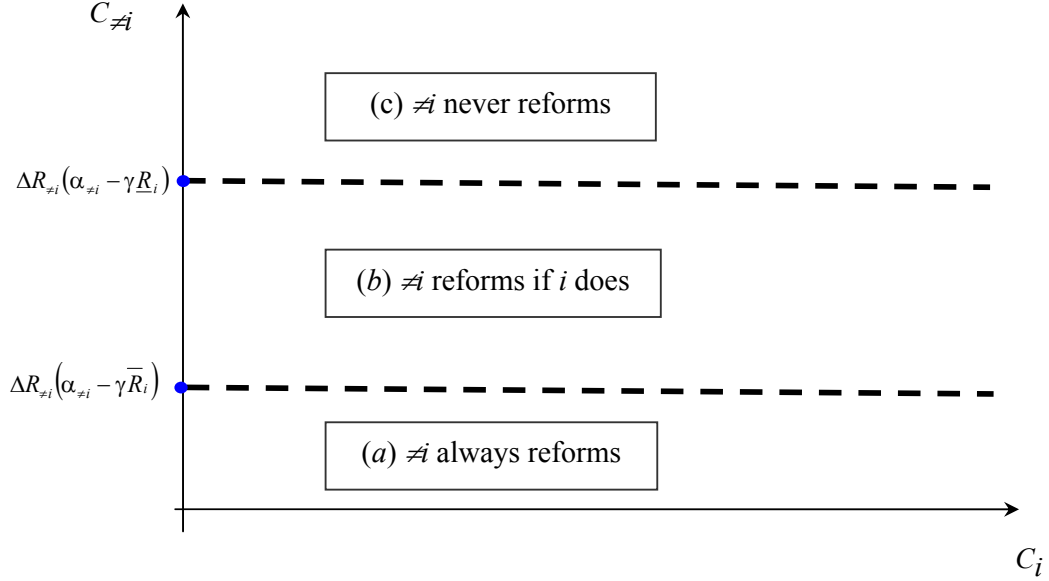 C≠i
(c) ≠i never reforms
ΔR≠i(α≠i − γR̲i)
(b) ≠i reforms if i does
ΔR≠i(α≠i − γR̅i)
(a) ≠i always reforms
Ci